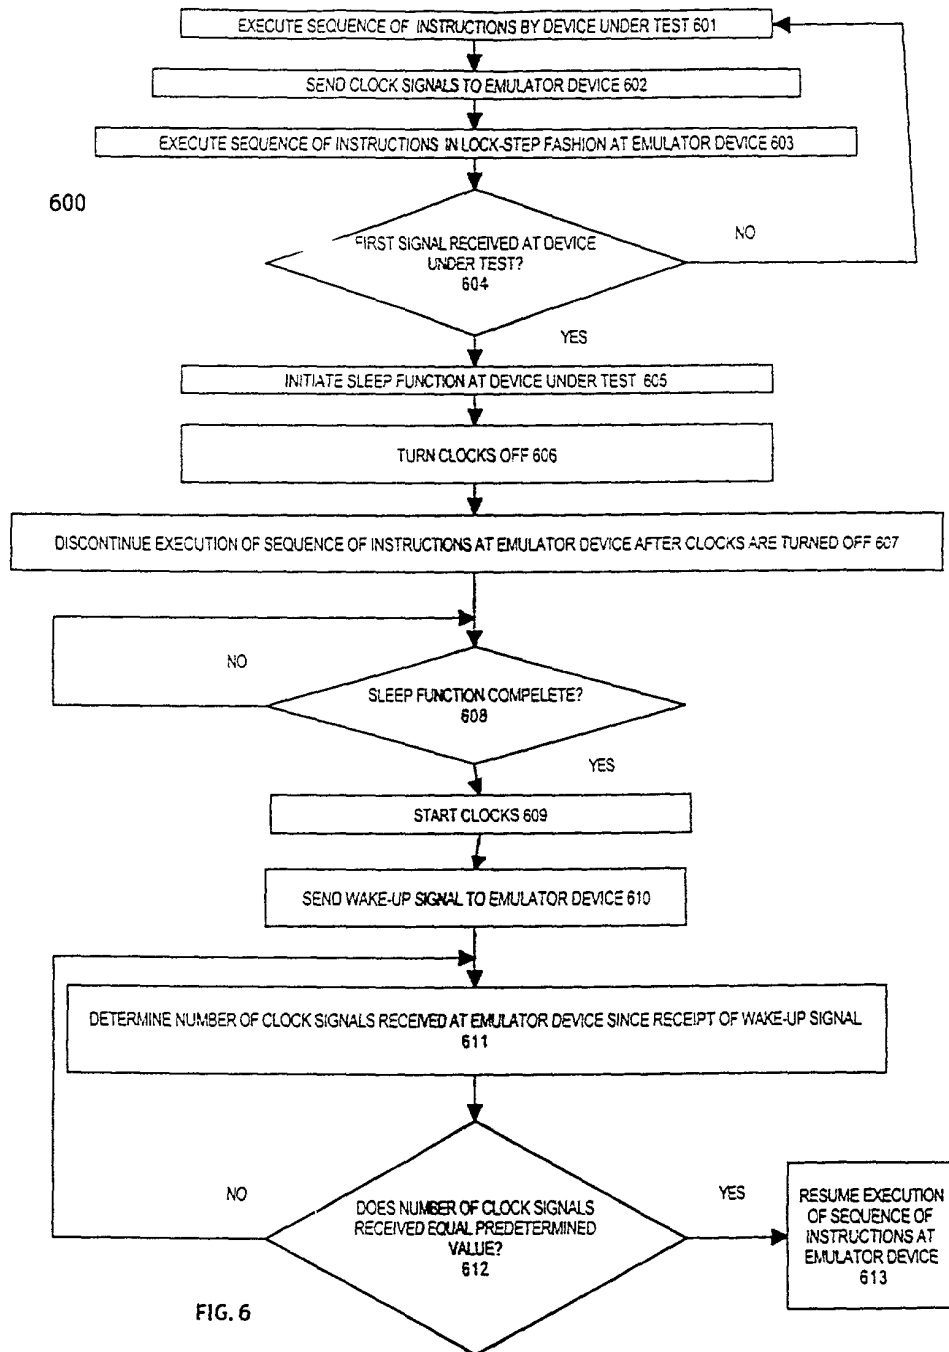 EXECUTE SEQUENCE OF INSTRUCTIONS BY DEVICE UNDER TEST 601
SEND CLOCK SIGNALS TO EMULATOR DEVICE 602
EXECUTE SEQUENCE OF INSTRUCTIONS IN LOCK-STEP FASHION AT EMULATOR DEVICE 603
600
FIRST SIGNAL RECEIVED AT DEVICE
UNDER TEST?
604
NO
YES
INITIATE SLEEP FUNCTION AT DEVICE UNDER TEST 605
TURN CLOCKS OFF 606
DISCONTINUE EXECUTION OF SEQUENCE OF INSTRUCTIONS AT EMULATOR DEVICE AFTER CLOCKS ARE TURNED OFF 607
NO
SLEEP FUNCTION COMPELETE?
608
YES
START CLOCKS 609
SEND WAKE-UP SIGNAL TO EMULATOR DEVICE 610
DETERMINE NUMBER OF CLOCK SIGNALS RECEIVED AT EMULATOR DEVICE SINCE RECEIPT OF WAKE-UP SIGNAL
611
NO
DOES NUMBER OF CLOCK SIGNALS
RECEIVED EQUAL PREDETERMINED
VALUE?
612
YES
RESUME EXECUTION
OF SEQUENCE OF
INSTRUCTIONS AT
EMULATOR DEVICE
613
FIG. 6